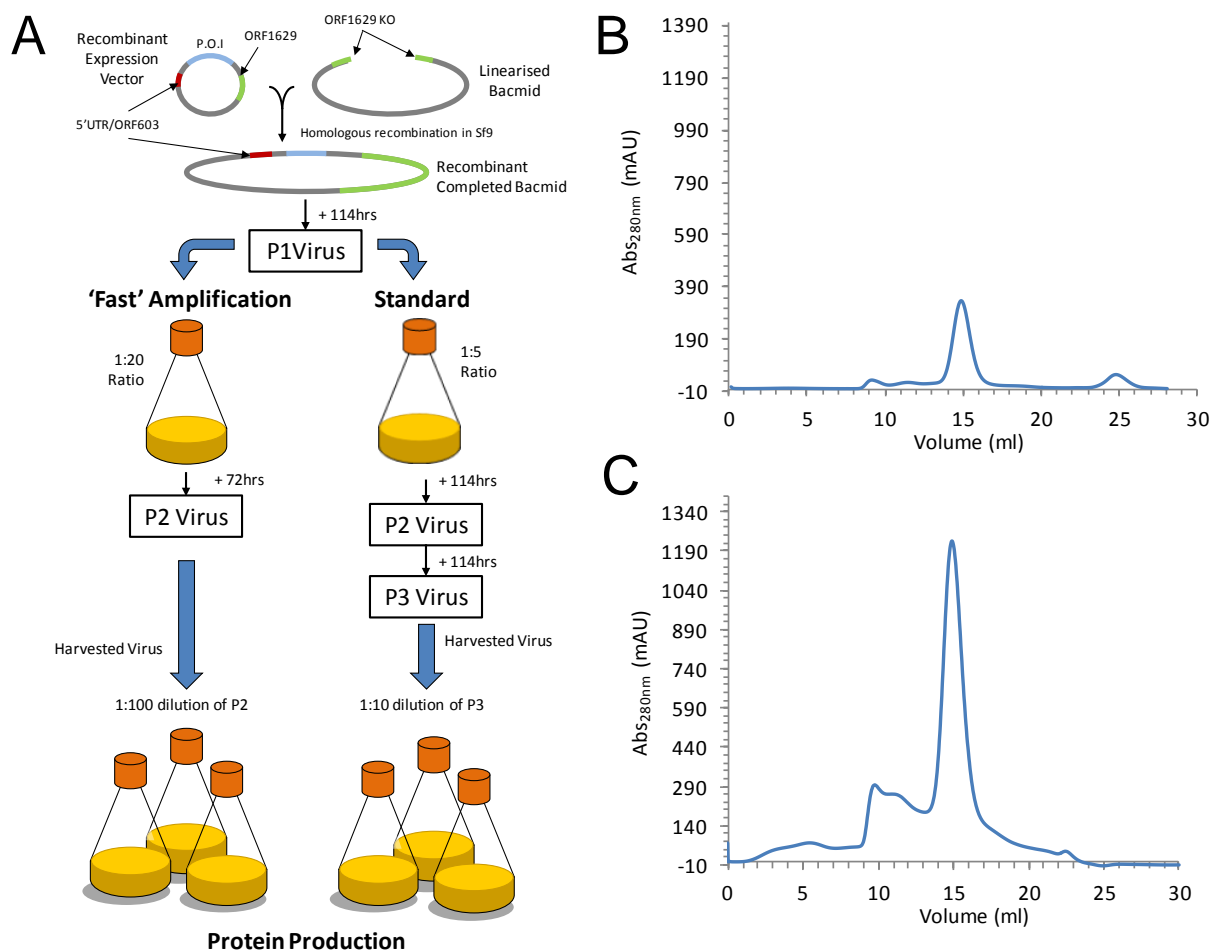 A
Recombinant
Expression
Vector
P.O.I
ORF1629
ORF1629 KO
Linearised
Bacmid
5'UTR/ORF603
Homologous recombination in Sf9
Recombinant
Completed Bacmid
+ 114hrs
P1Virus
'Fast' Amplification
Standard
1:20
Ratio
1:5
Ratio
+ 72hrs
P2 Virus
+ 114hrs
P2 Virus
+ 114hrs
P3 Virus
Harvested Virus
Harvested Virus
1:100 dilution of P2
1:10 dilution of P3
Protein Production
B
Abs280nm (mAU)
1390
1190
990
790
590
390
190
-10
0 5 10 15 20 25 30
Volume (ml)
C
Abs280nm (mAU)
1340
1190
1040
890
740
590
440
290
140
-10
0 5 10 15 20 25 30
Volume (ml)